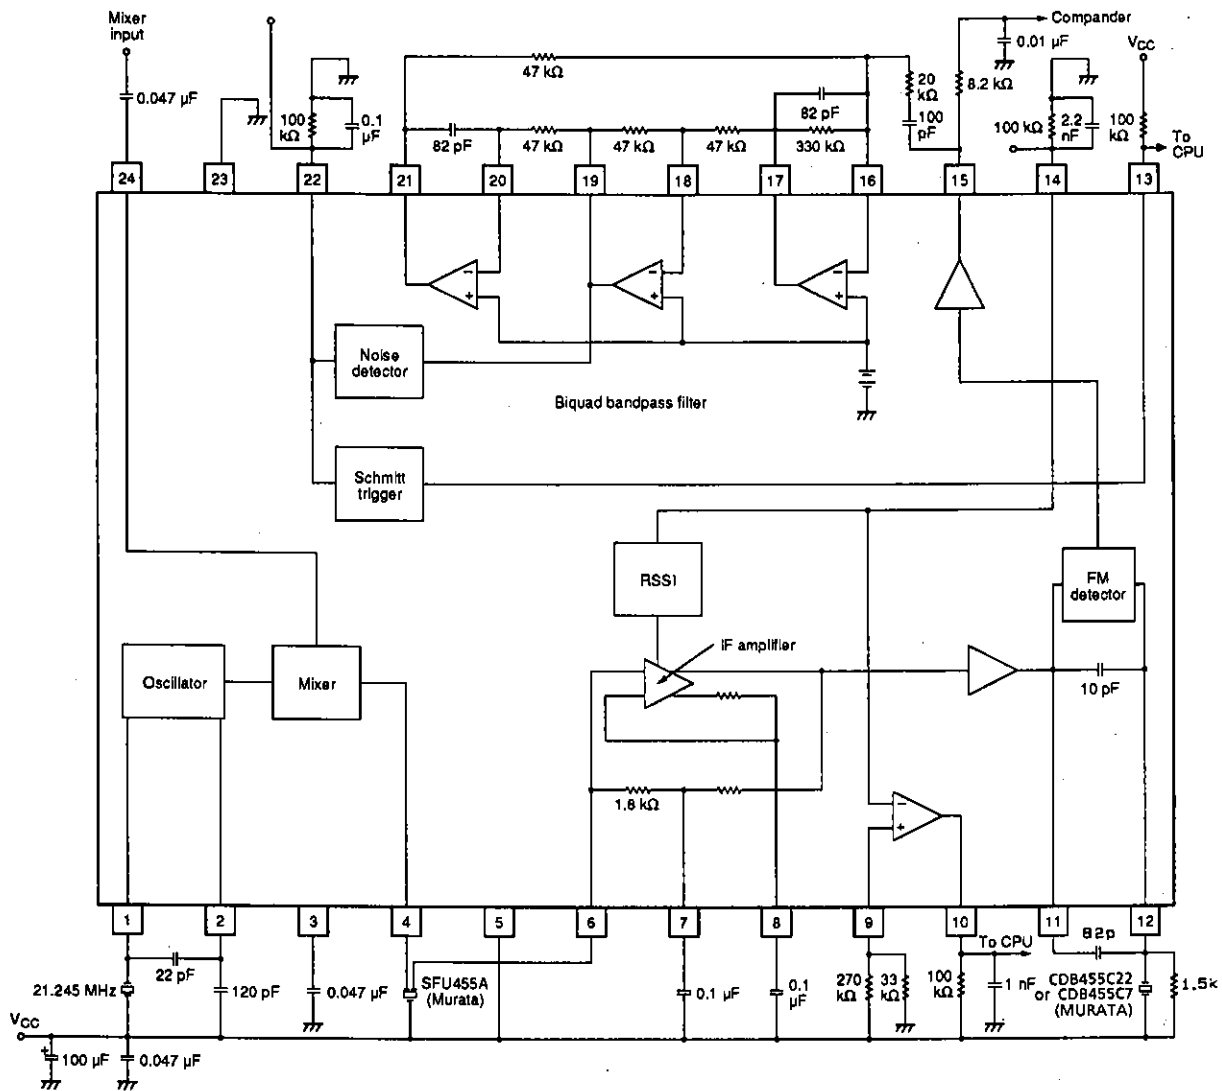 Mixer
input
Compander
0.01 µF
VCC
47 kΩ
0.047 µF
20
kΩ
8.2 kΩ
82 pF
100
kΩ
0.1
µF
100
pF
100 kΩ
2.2
nF
100
kΩ
To
CPU
82 pF
47 kΩ
47 kΩ
47 kΩ
330 kΩ
24
23
22
21
20
19
18
17
16
15
14
13
−
+
−
+
−
+
Noise
detector
Biquad bandpass filter
Schmitt
trigger
RSSI
FM
detector
IF amplifier
Oscillator
Mixer
10 pF
1.8 kΩ
−
+
1
2
3
4
5
6
7
8
9
10
11
12
22 pF
To CPU
82p
21.245 MHz
120 pF
0.047 µF
SFU455A
(Murata)
0.1 µF
0.1
µF
270
kΩ
33
kΩ
100
kΩ
1 nF
CDB455C22
or CDB455C7
(MURATA)
1.5k
VCC
+
100 µF
0.047 µF